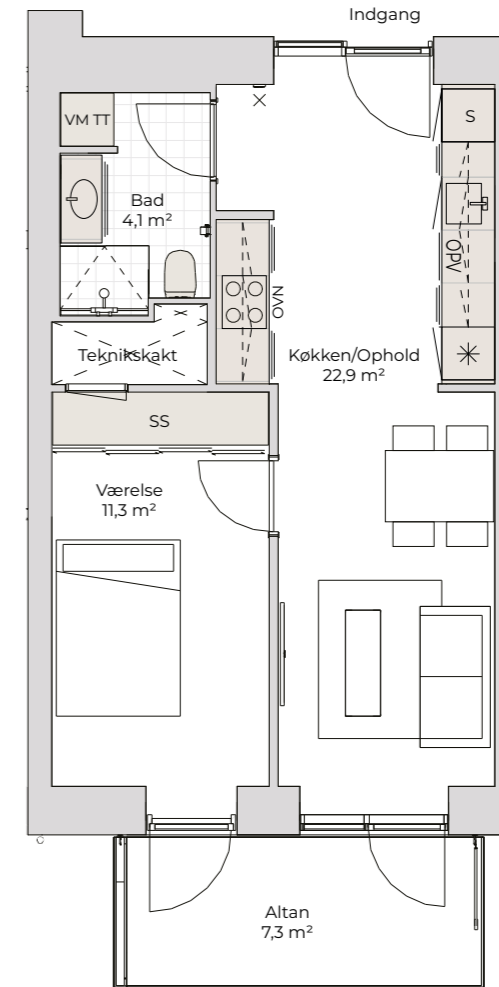 Indgang
VM TT
S
Bad
4,1 m²
OPV
OVN
Teknikskakt
Køkken/Ophold
22,9 m²
SS
Værelse
11,3 m²
Altan
7,3 m²